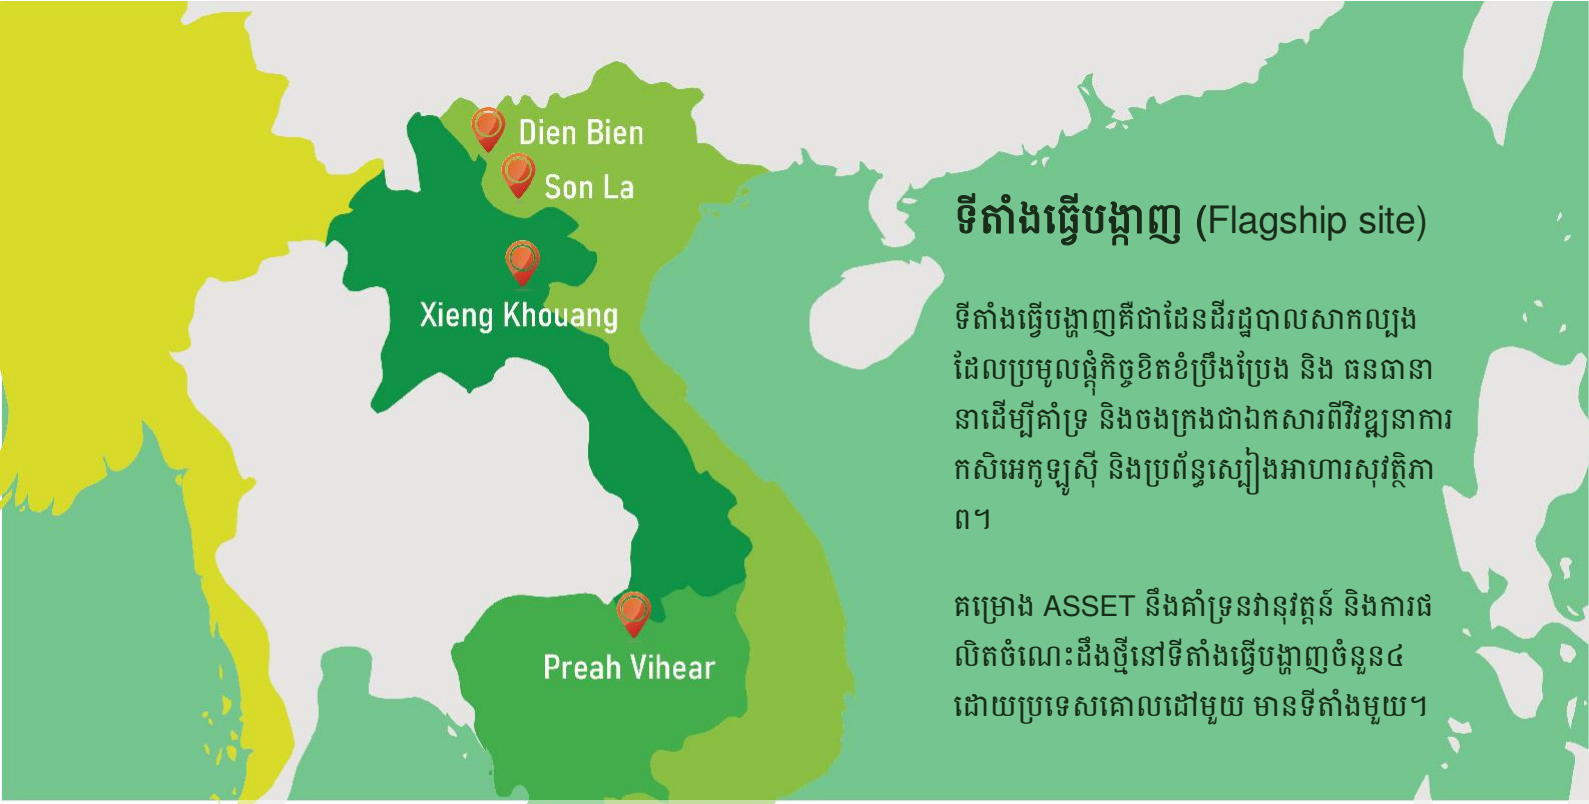 Dien Bien
Son La
Xieng Khouang
Preah Vihear
ទីតាំងធ្វើបង្កាញ (Flagship site)
ទីតាំងធ្វើបង្ហាញគឺជាដែនដីរដ្ឋបាលសាកល្បង
ដែលប្រមូលផ្តុំកិច្ចខិតខំប្រឹងប្រែង និង ធនធានា
នាដើម្បីគាំទ្រ និងចងក្រងជាឯកសារពីវិវឌ្ឍនាការ
កសិអេកូឡូស៊ី និងប្រព័ន្ធស្បៀងអាហារសុវត្ថិភា
ព។
គម្រោង ASSET នឹងគាំទ្រនវានុវត្តន៍ និងការផ
លិតចំណេះដឹងថ្មីនៅទីតាំងធ្វើបង្ហាញចំនួន៤
ដោយប្រទេសគោលដៅមួយ មានទីតាំងមួយ។